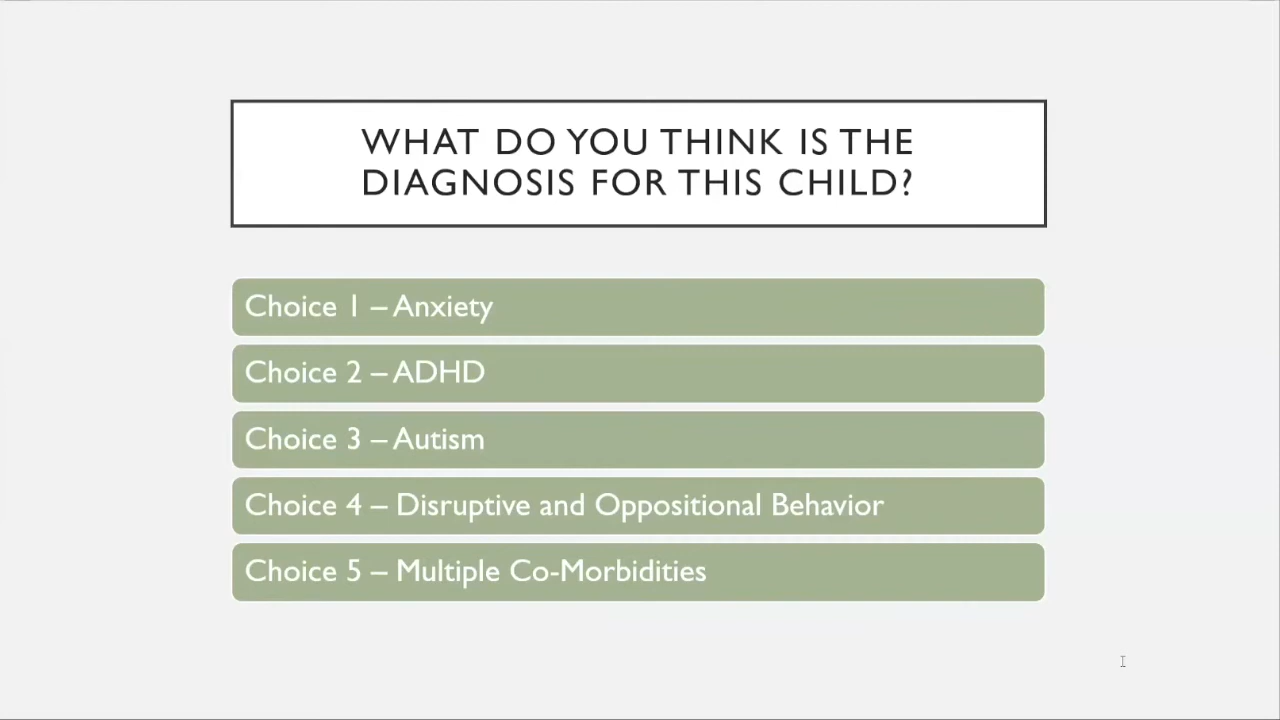 WHAT DO YOU THINK IS THE
DIAGNOSIS FOR THIS CHILD?
Choice 1 – Anxiety
Choice 2 – ADHD
Choice 3 – Autism
Choice 4 – Disruptive and Oppositional Behavior
Choice 5 – Multiple Co-Morbidities